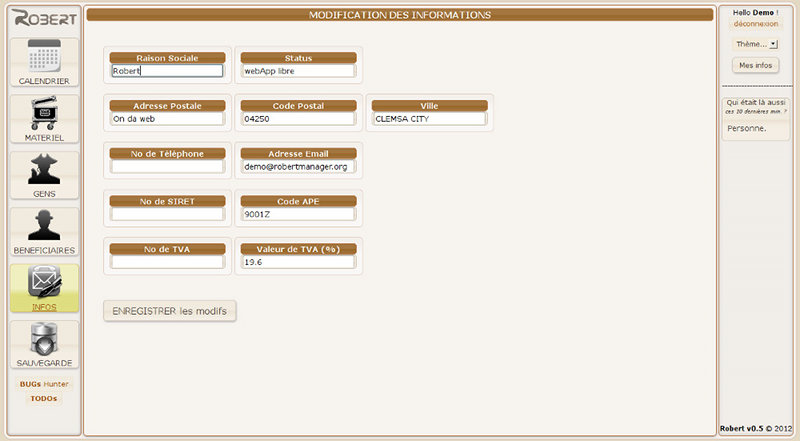 ROBERT
CALENDRIER
MATERIEL
GENS
BENEFICIAIRES
INFOS
SAUVEGARDE
BUGs Hunter
TODOs
MODIFICATION DES INFORMATIONS
Raison Sociale Status
Robert webApp libre
Adresse Postale Code Postal Ville
On da web 04250 CLEMSA CITY
No de Téléphone Adresse Email
demo@robertmanager.org
No de SIRET Code APE
9001Z
No de TVA Valeur de TVA (%)
19.6
ENREGISTRER les modifs
Hello Demo !
déconnexion
Thème...
Mes infos
Qui était là aussi
ces 10 dernières min. ?
Personne.
Robert v0.5 © 2012